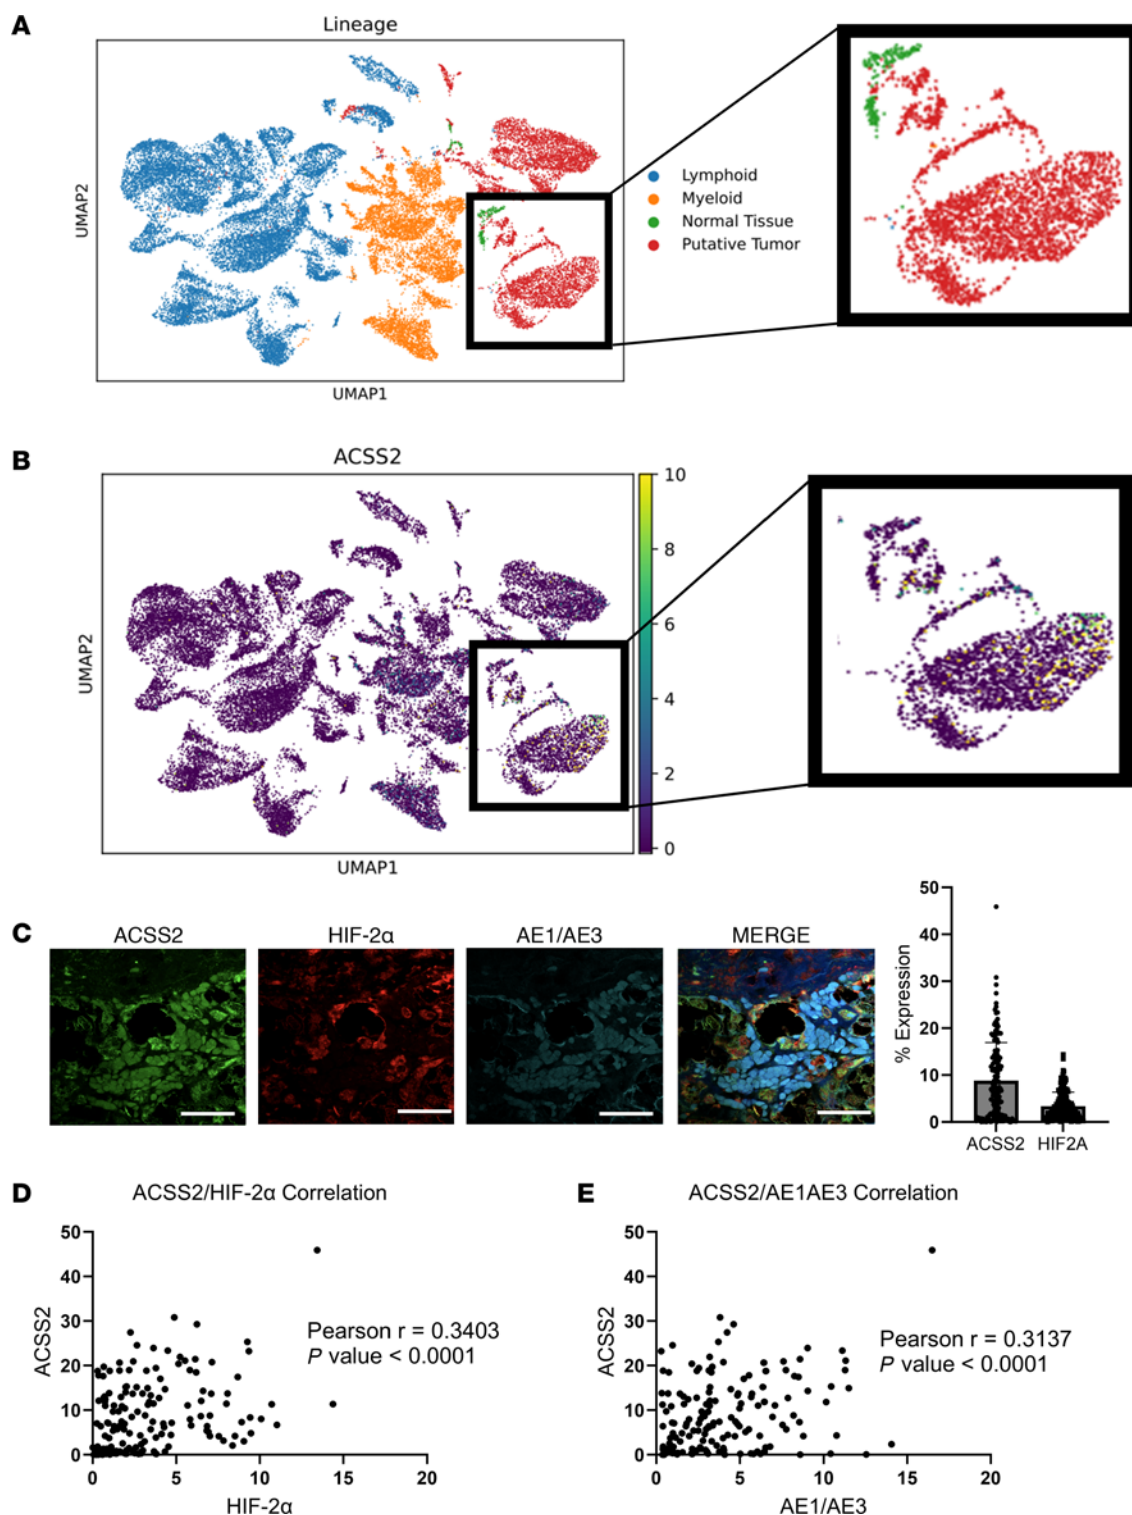 A
Lineage
UMAP2
UMAP1
Lymphoid
Myeloid
Normal Tissue
Putative Tumor
B
ACSS2
UMAP2
UMAP1
10
8
6
4
2
0
C
ACSS2
HIF-2α
AE1/AE3
MERGE
% Expression
50
40
30
20
10
0
ACSS2
HIF2A
D
ACSS2/HIF-2α Correlation
ACSS2
50
40
30
20
10
0
Pearson r = 0.3403
P value < 0.0001
0 5 10 15 20
HIF-2α
E
ACSS2/AE1AE3 Correlation
ACSS2
50
40
30
20
10
0
Pearson r = 0.3137
P value < 0.0001
0 5 10 15 20
AE1/AE3